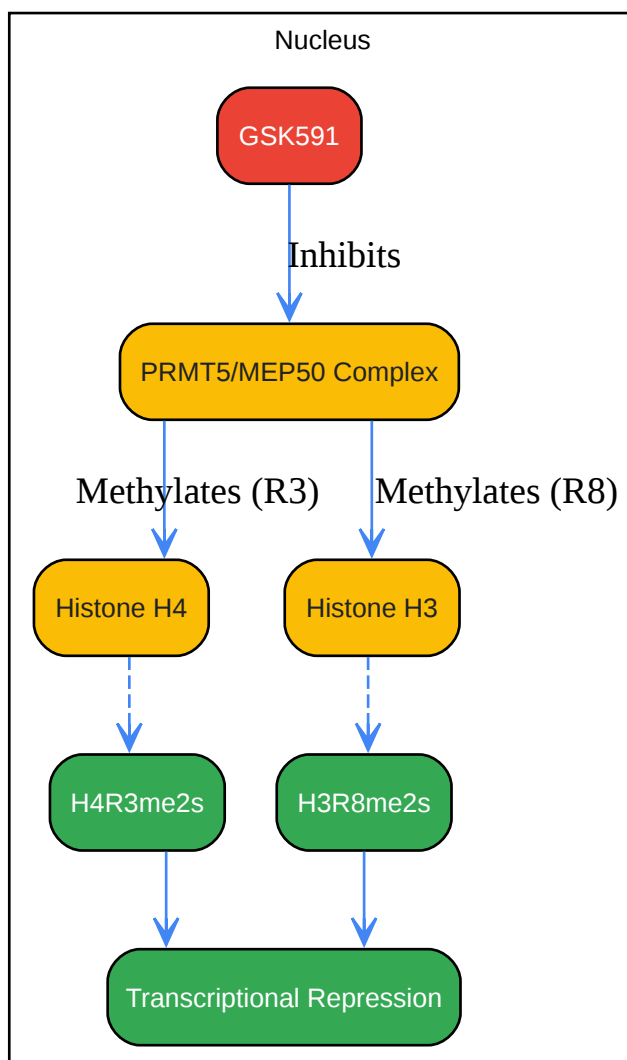 Nucleus
GSK591
Inhibits
PRMT5/MEP50 Complex
Methylates (R3)
Methylates (R8)
Histone H4
Histone H3
H4R3me2s
H3R8me2s
Transcriptional Repression